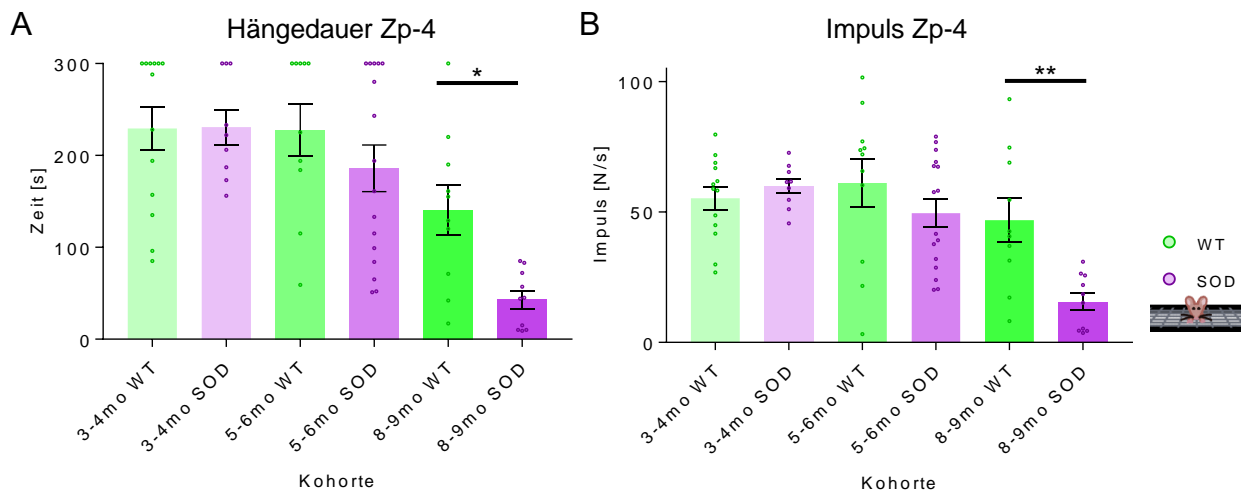 A
Hängedauer Zp-4
Zeit [s]
300
200
100
0
*
3-4mo WT
3-4mo SOD
5-6mo WT
5-6mo SOD
8-9mo WT
8-9mo SOD
Kohorte
B
Impuls Zp-4
Impuls [N/s]
100
50
0
**
3-4mo WT
3-4mo SOD
5-6mo WT
5-6mo SOD
8-9mo WT
8-9mo SOD
Kohorte
WT
SOD